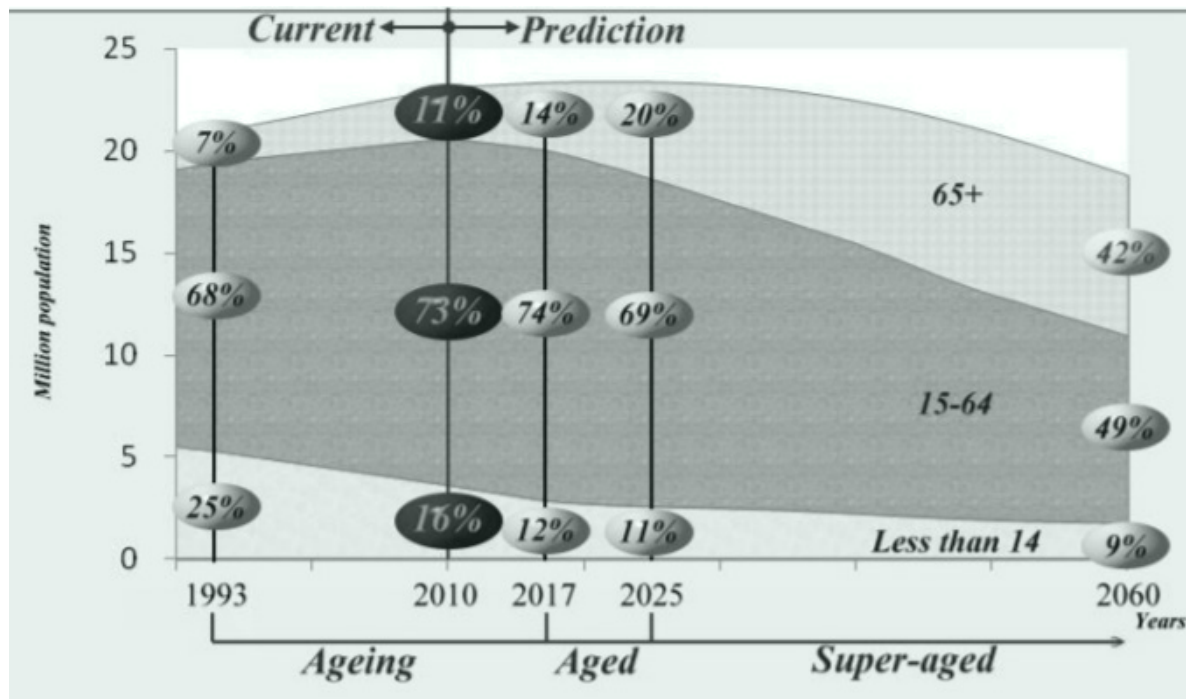 Current Prediction
25
20
15
10
5
0
Million population
7% 11% 14% 20%
65+
42%
68% 73% 74% 69%
15-64
49%
25% 16% 12% 11%
Less than 14
9%
1993 2010 2017 2025 2060
Years
Ageing Aged Super-aged